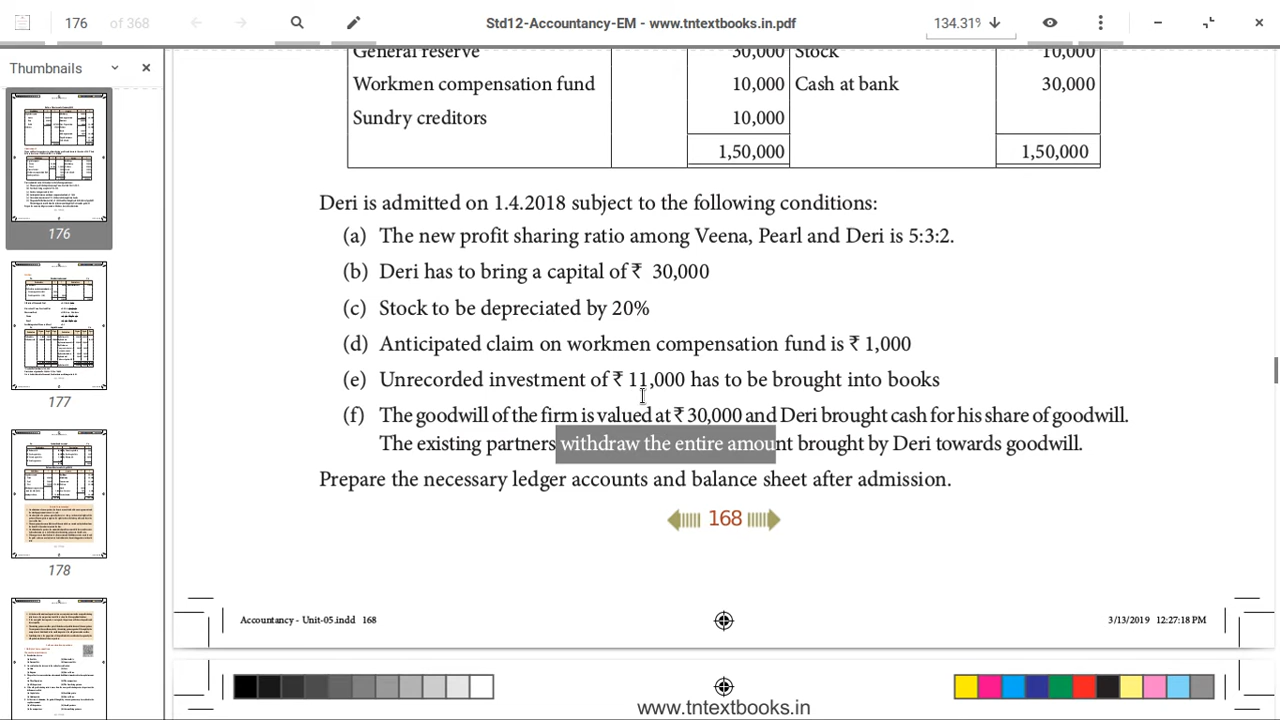 176 of 368
Std12-Accountancy-EM - www.tntextbooks.in.pdf
134.31%
Thumbnails
176
177
178
General reserve 30,000 Stock 10,000
Workmen compensation fund 10,000 Cash at bank 30,000
Sundry creditors 10,000
1,50,000 1,50,000
Deri is admitted on 1.4.2018 subject to the following conditions:
(a) The new profit sharing ratio among Veena, Pearl and Deri is 5:3:2.
(b) Deri has to bring a capital of ₹ 30,000
(c) Stock to be depreciated by 20%
(d) Anticipated claim on workmen compensation fund is ₹ 1,000
(e) Unrecorded investment of ₹ 11,000 has to be brought into books
(f) The goodwill of the firm is valued at ₹ 30,000 and Deri brought cash for his share of goodwill.
The existing partners withdraw the entire amount brought by Deri towards goodwill.
Prepare the necessary ledger accounts and balance sheet after admission.
168
Accountancy - Unit-05.indd 168
3/13/2019 12:27:18 PM
www.tntextbooks.in